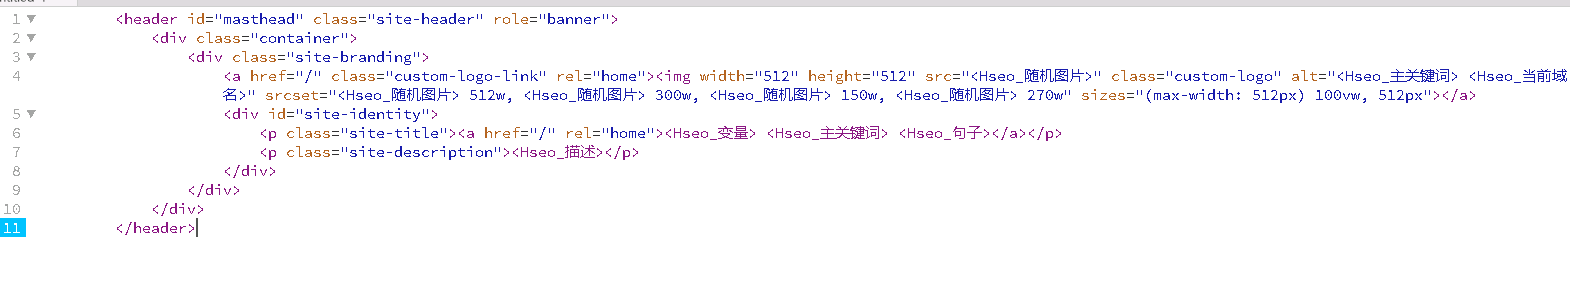 1 <header id="masthead" class="site-header" role="banner">
2 <div class="container">
3 <div class="site-branding">
4 <a href="/" class="custom-logo-link" rel="home"><img width="512" height="512" src="<Hseo_随机图片>" class="custom-logo" alt="<Hseo_主关键词> <Hseo_当前域
名>" srcset="<Hseo_随机图片> 512w, <Hseo_随机图片> 300w, <Hseo_随机图片> 150w, <Hseo_随机图片> 270w" sizes="(max-width: 512px) 100vw, 512px"></a>
5 <div id="site-identity">
6 <p class="site-title"><a href="/" rel="home"><Hseo_变量> <Hseo_主关键词> <Hseo_句子></a></p>
7 <p class="site-description"><Hseo_描述></p>
8 </div>
9 </div>
10 </div>
11 </header>